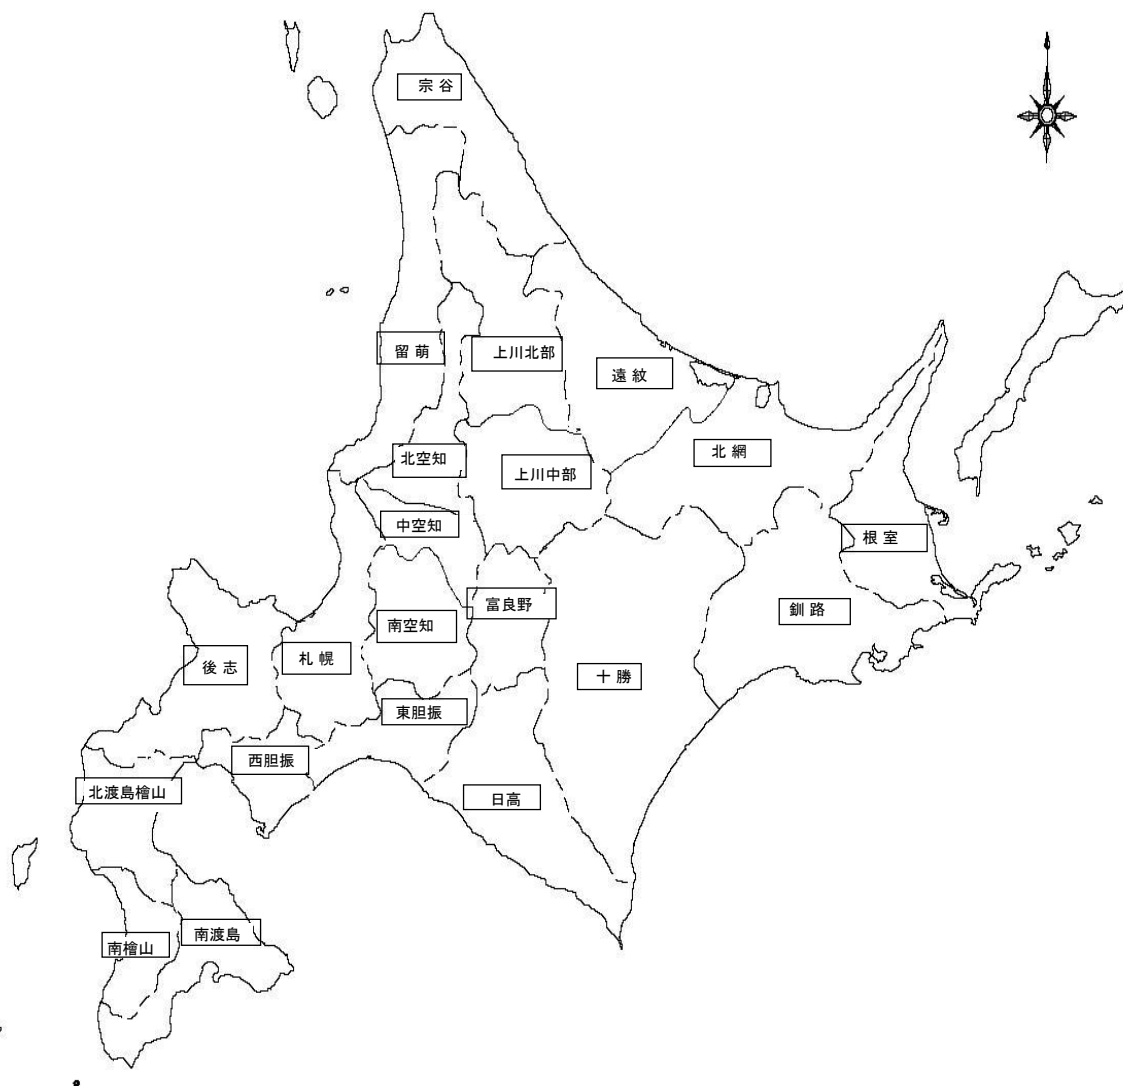 宗谷
留萌
上川北部
遠紋
北網
北空知
上川中部
中空知
根室
富良野
釧路
南空知
札幌
後志
十勝
東胆振
西胆振
北渡島檜山
日高
南渡島
南檜山